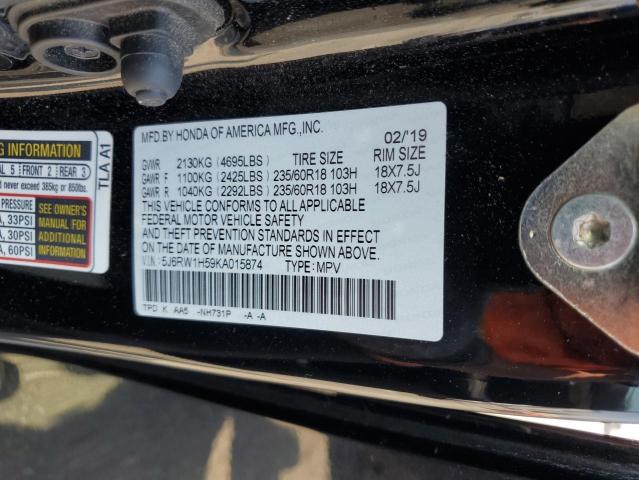 NG INFORMATION
AL 5 FRONT 2 REAR 3
never exceed 385kg or 850lbs.
PRESSURE
A, 33PSI
A, 30PSI
A, 60PSI
SEE OWNER'S
MANUAL FOR
ADDITIONAL
INFORMATION
TLA A1
MFD.BY HONDA OF AMERICA MFG.,INC. 02/'19
GVWR 2130KG (4695LBS) TIRE SIZE RIM SIZE
GAWR F 1100KG (2425LBS) 235/60R18 103H 18X7.5J
GAWR R 1040KG (2292LBS) 235/60R18 103H 18X7.5J
THIS VEHICLE CONFORMS TO ALL APPLICABLE
FEDERAL MOTOR VEHICLE SAFETY
AND THEFT PREVENTION STANDARDS IN EFFECT
ON THE DATE OF MANUFACTURE SHOWN ABOVE.
V.I.N.:5J6RW1H59KA015874 TYPE:MPV
TPD K AA5 -NH731P -A -A